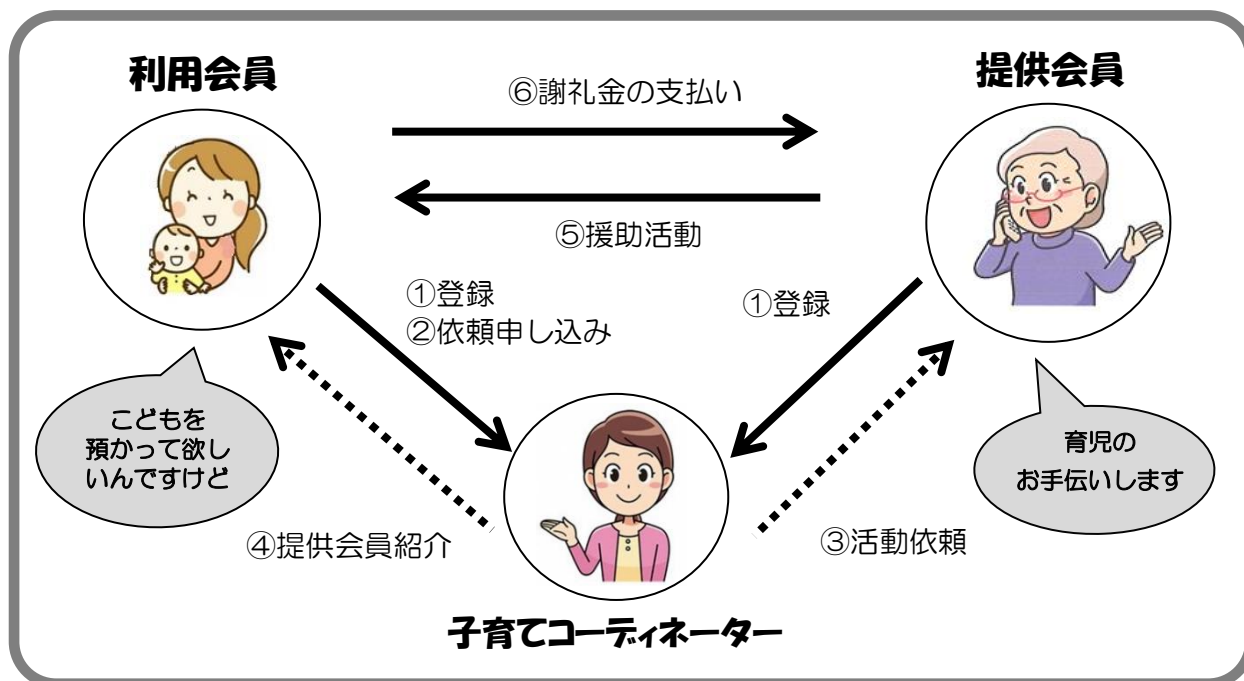 利用会員
提供会員
⑥謝礼金の支払い
⑤援助活動
①登録
②依頼申し込み
①登録
こどもを
預かって欲し
いんですけど
育児の
お手伝いします
④提供会員紹介
③活動依頼
子育てコーディネーター